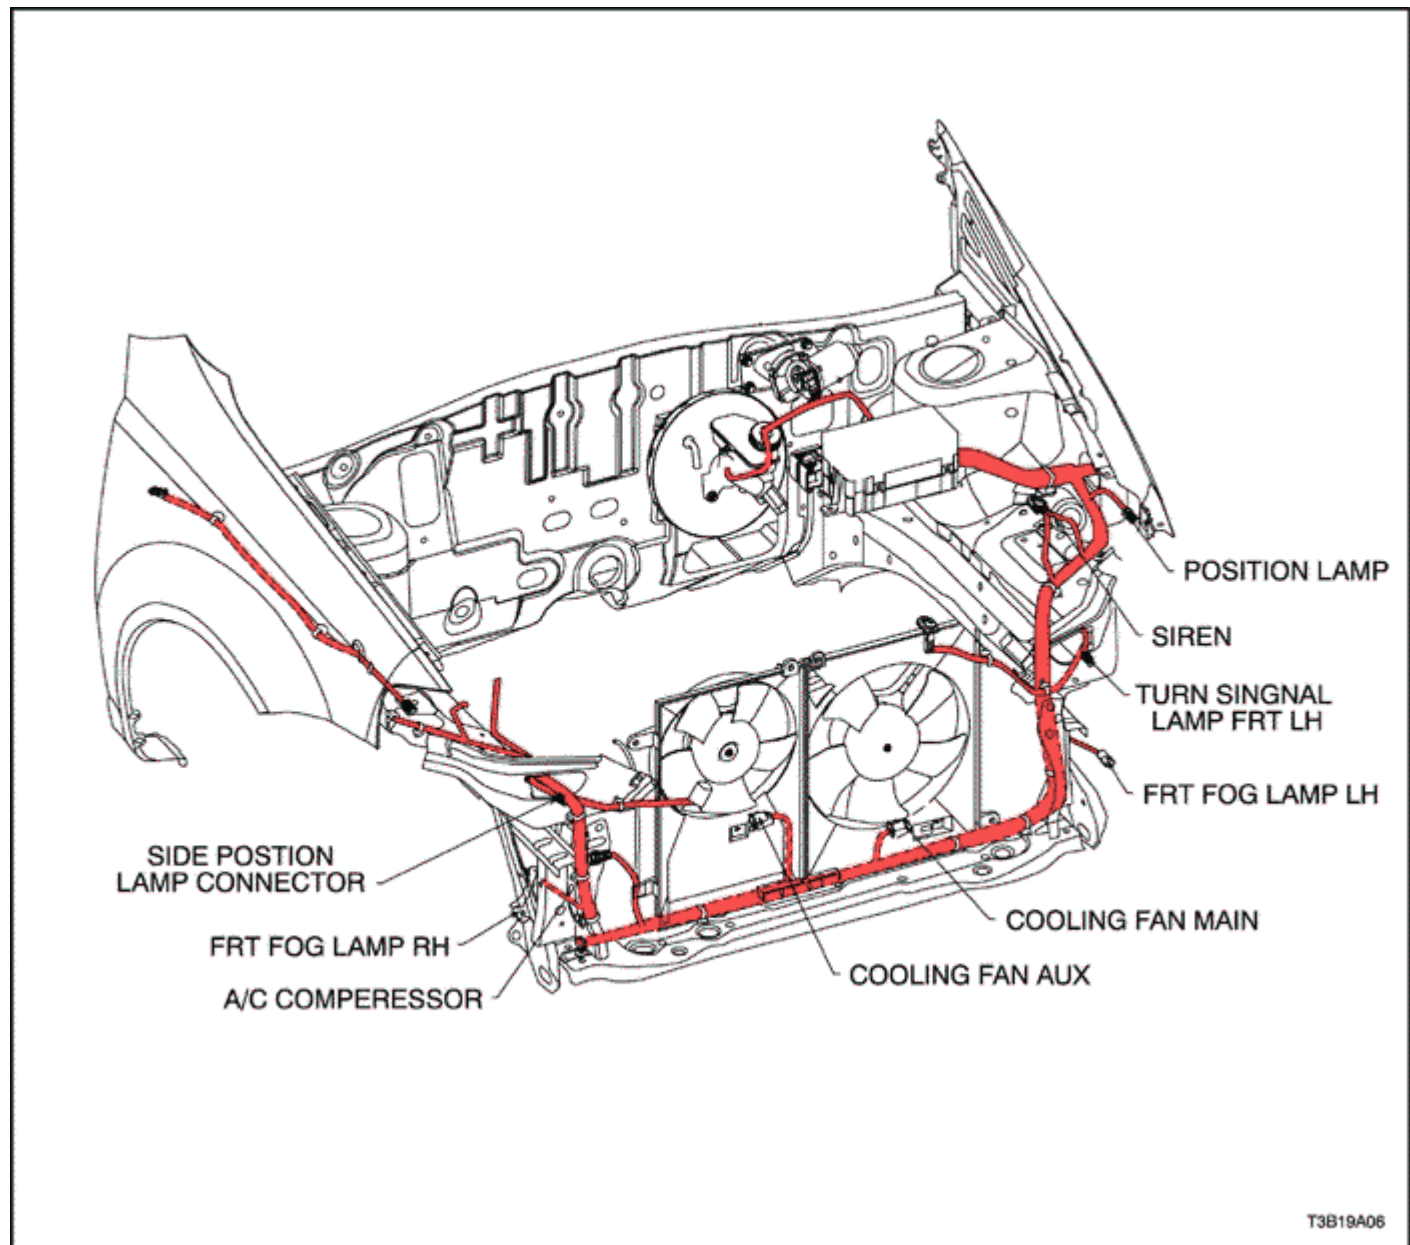 POSITION LAMP
SIREN
TURN SINGNAL
LAMP FRT LH
FRT FOG LAMP LH
SIDE POSTION
LAMP CONNECTOR
COOLING FAN MAIN
FRT FOG LAMP RH
COOLING FAN AUX
A/C COMPERESSOR
T3B19A06